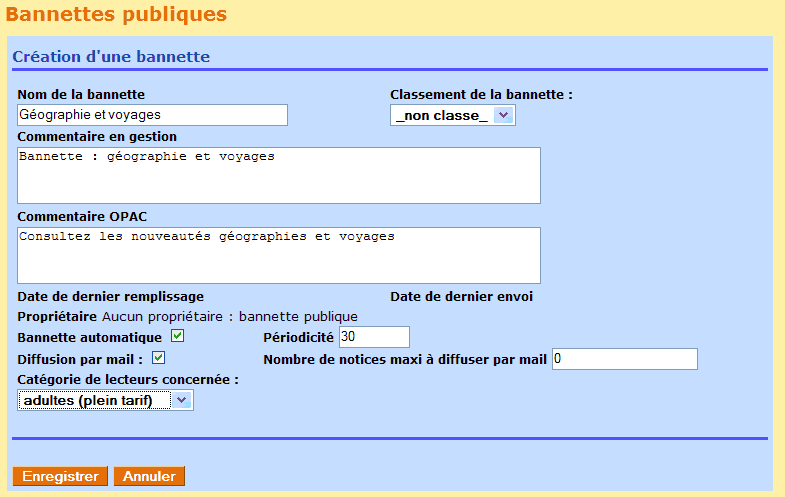 Bannettes publiques
Création d'une bannette
Nom de la bannette Classement de la bannette :
Géographie et voyages _non classe_
Commentaire en gestion
Bannette : géographie et voyages
Commentaire OPAC
Consultez les nouveautés géographies et voyages
Date de dernier remplissage Date de dernier envoi
Propriétaire Aucun propriétaire : bannette publique
Bannette automatique Périodicité 30
Diffusion par mail : Nombre de notices maxi à diffuser par mail 0
Catégorie de lecteurs concernée :
adultes (plein tarif)
Enregistrer Annuler